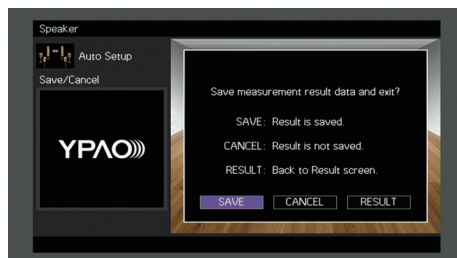 Speaker
Auto Setup
Save/Cancel
YPAO
Save measurement result data and exit?
SAVE: Result is saved.
CANCEL: Result is not saved.
RESULT: Back to Result screen.
SAVE CANCEL RESULT